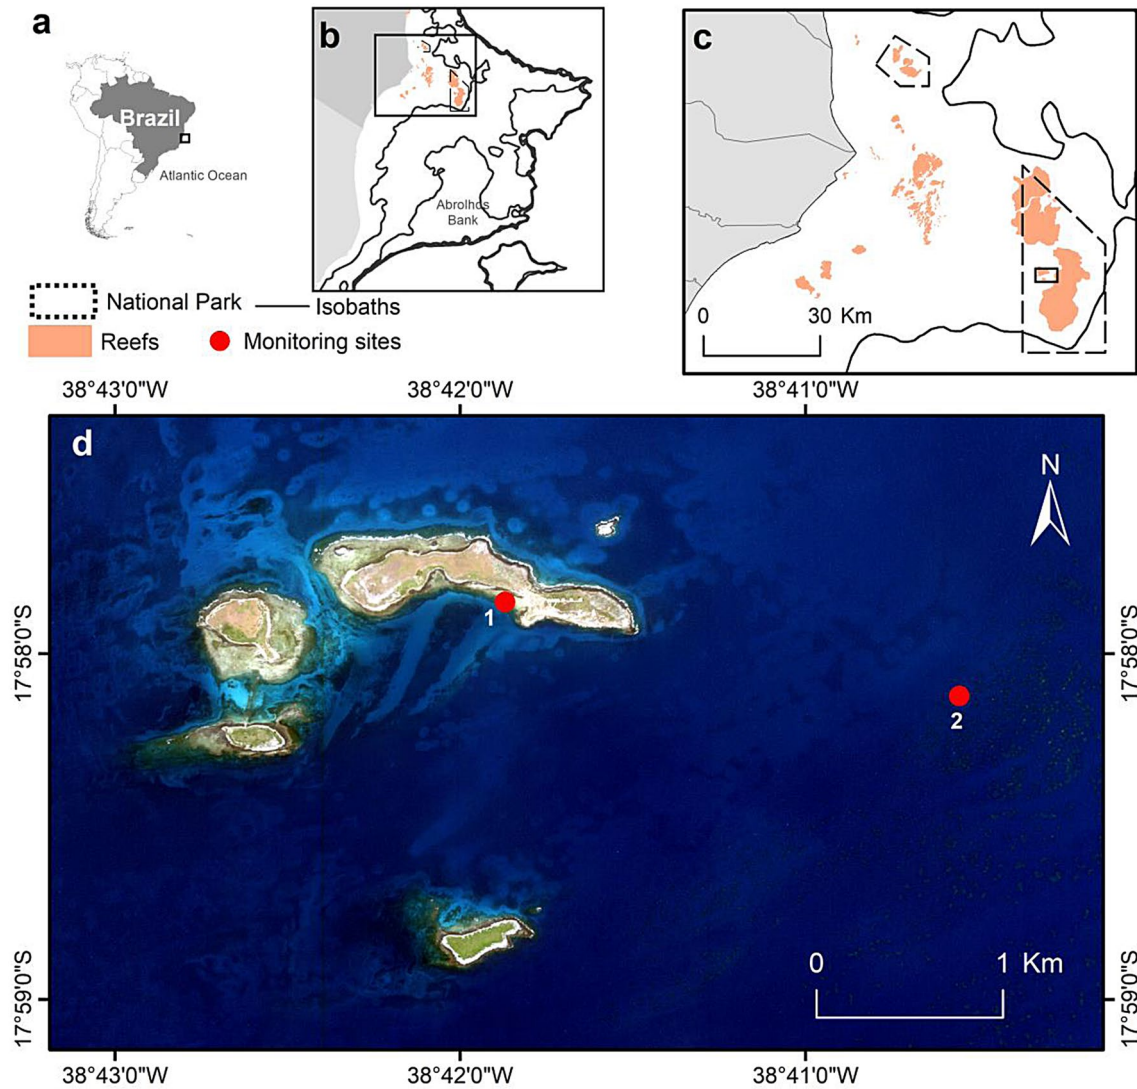 a
Brazil
Atlantic Ocean
b
Abrolhos
Bank
c
0 30 Km
National Park
Isobaths
Reefs
Monitoring sites
38°43'0"W 38°42'0"W 38°41'0"W
d
N
1
17°58'0"S 17°58'0"S
2
0 1 Km
17°59'0"S 17°59'0"S
38°43'0"W 38°42'0"W 38°41'0"W